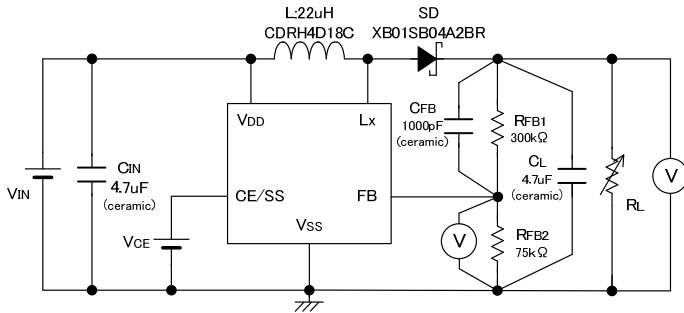 L:22uH
CDRH4D18C
SD
XB01SB04A2BR
VDD
LX
CFB
1000pF
(ceramic)
RFB1
300kΩ
CIN
4.7uF
(ceramic)
CL
4.7uF
(ceramic)
VIN
CE/SS
FB
RL
V
VCE
VSS
V
RFB2
75kΩ